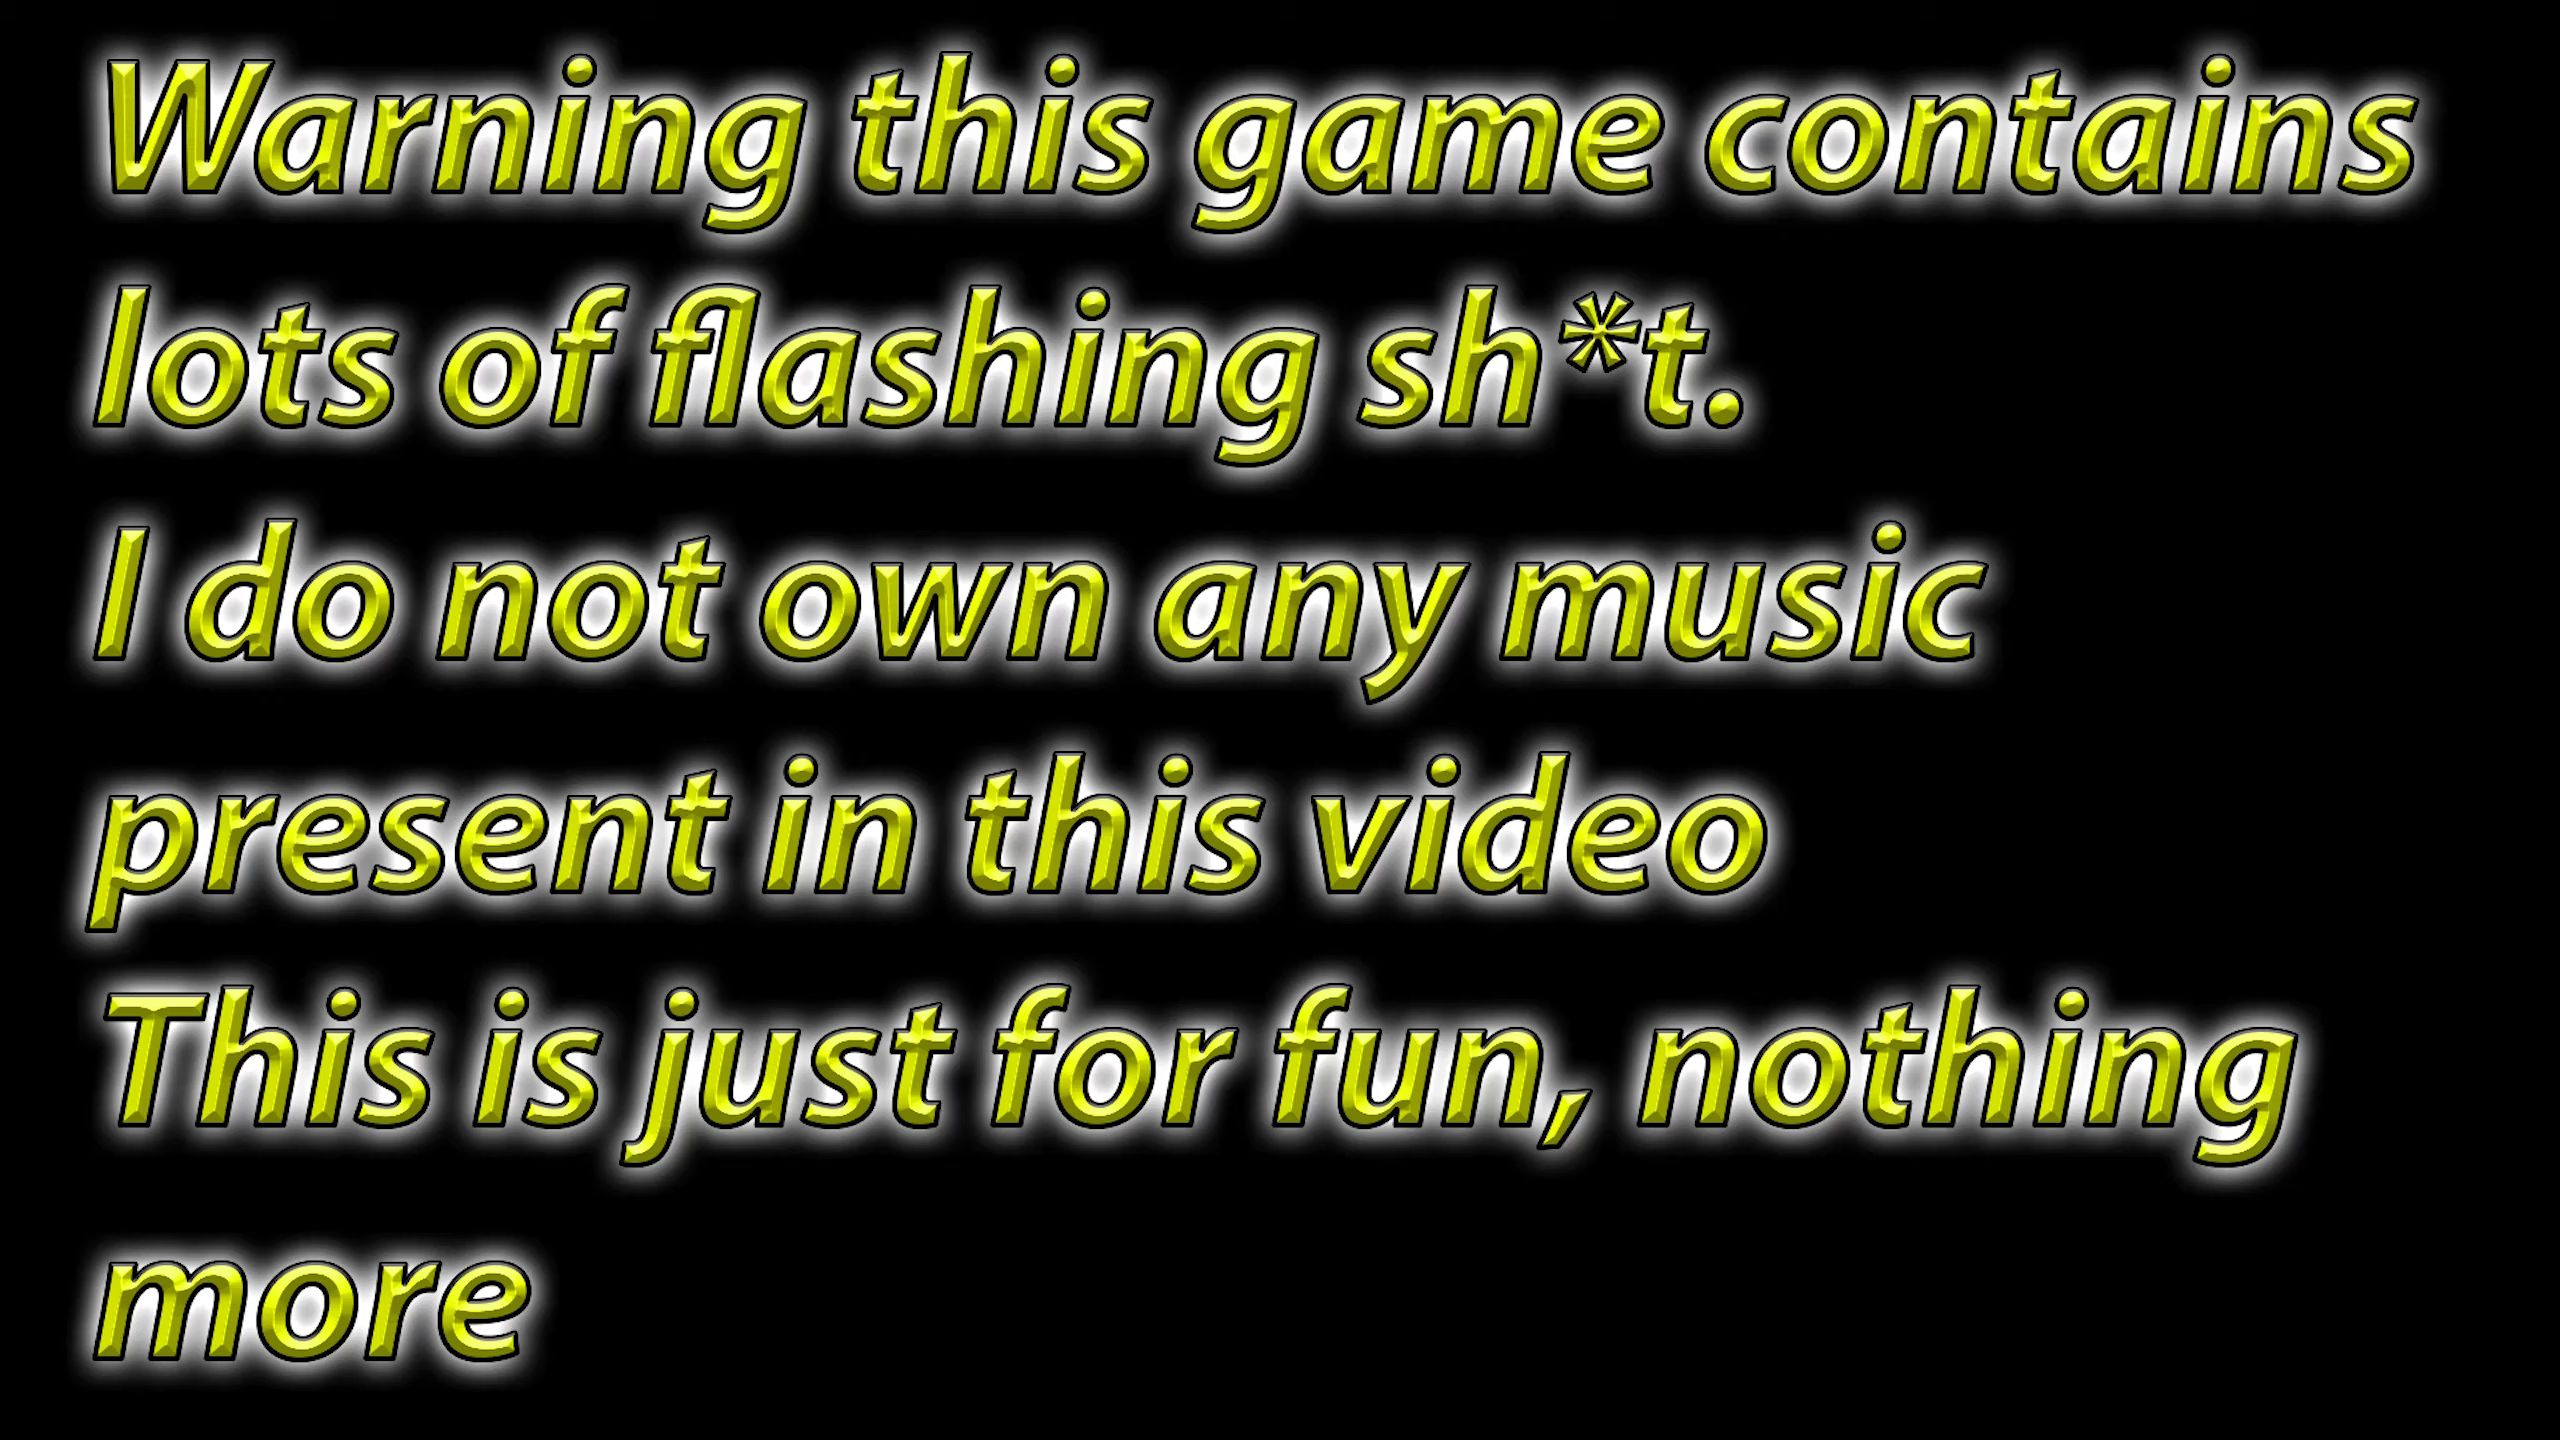 Warning this game contains
lots of flashing sh*t.
I do not own any music
present in this video
This is just for fun, nothing
more